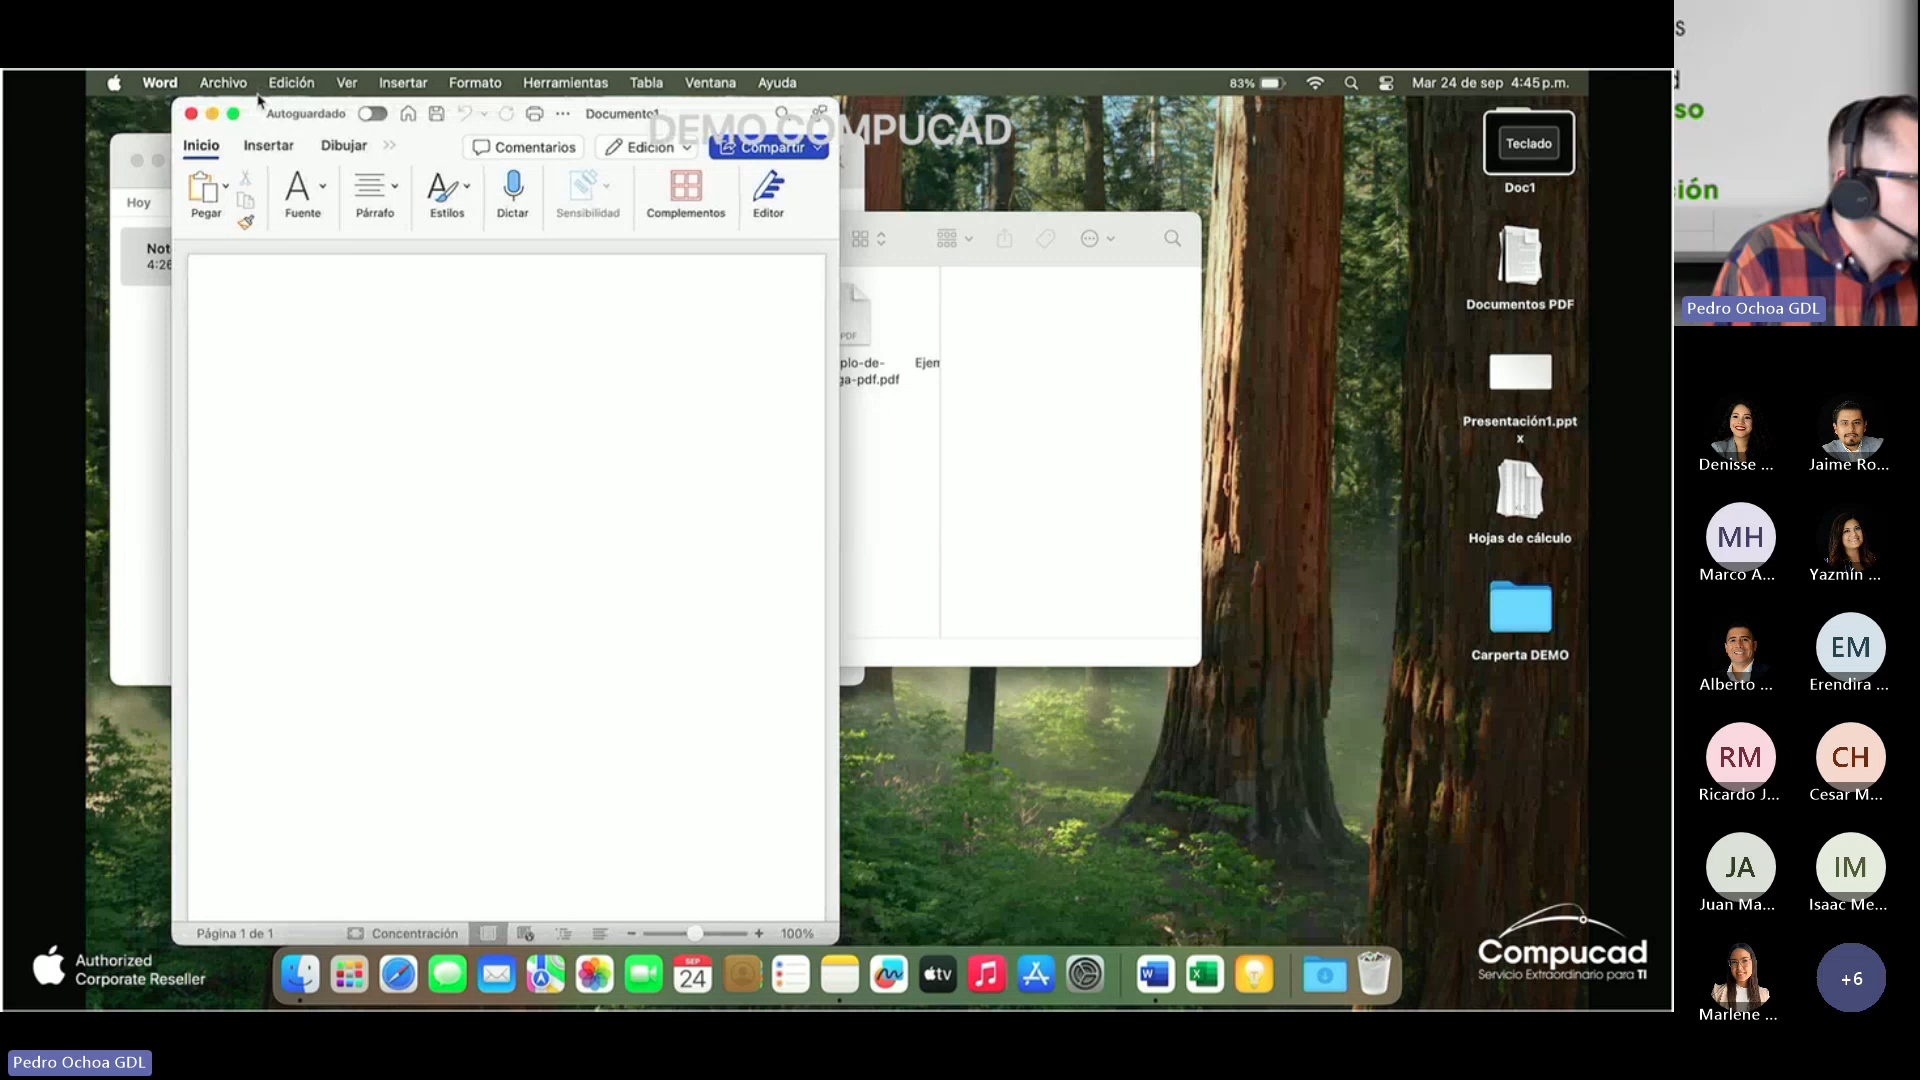 Word Archivo Edición Ver Insertar Formato Herramientas Tabla Ventana Ayuda
83% Mar 24 de sep 4:45 p.m.
Autoguardado Documento1
DEMO COMPUCAD
Inicio Insertar Dibujar Comentarios Edición Compartir
Pegar Fuente Párrafo Estilos Dictar Sensibilidad Complementos Editor
Hoy
Not
4:26
PDF
plo-de-
ga-pdf.pdf
Ejem
Teclado
Doc1
Documentos PDF
Presentación1.ppt
x
Hojas de cálculo
Carperta DEMO
Página 1 de 1 Concentración 100%
Authorized
Corporate Reseller
SEP
24
tv
W
X
Compucad
Servicio Extraordinario para TI
Pedro Ochoa GDL
s
so
ión
Pedro Ochoa GDL
Denisse ...
Jaime Ro...
MH
Marco A...
Yazmín ...
Alberto ...
EM
Erendira ...
RM
Ricardo J...
CH
Cesar M...
JA
Juan Ma...
IM
Isaac Me...
Marlene ...
+6